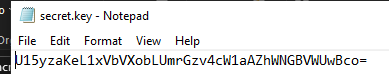 secret.key - Notepad
File Edit Format View Help
U15yzaKeL1xVbVXobLUmrGzv4cW1aAZhWNGBVWUwBco=